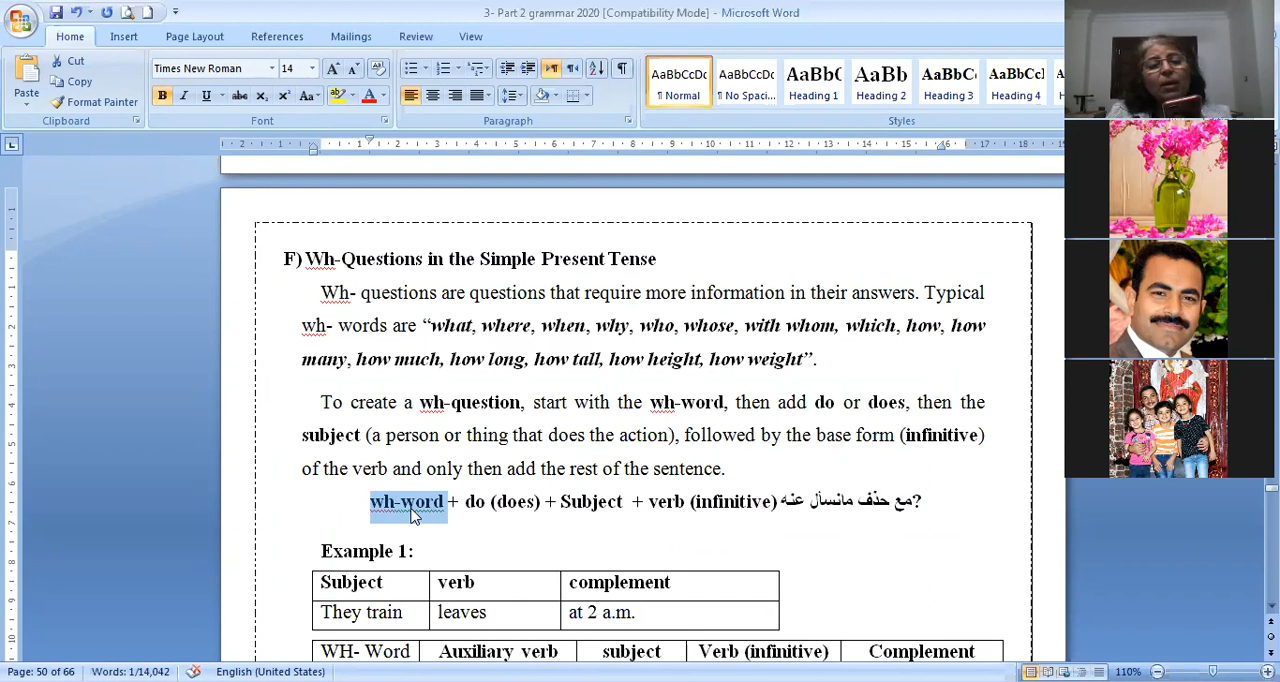 3- Part 2 grammar 2020 [Compatibility Mode] - Microsoft Word
Home Insert Page Layout References Mailings Review View
Paste
Cut
Copy
Format Painter
Times New Roman 14
AaBbCcDc AaBbCcDc AaBbC AaBb AaBbCc AaBbCc
¶ Normal ¶ No Spaci... Heading 1 Heading 2 Heading 3 Heading 4
Clipboard Font Paragraph Styles
F) Wh-Questions in the Simple Present Tense
Wh- questions are questions that require more information in their answers. Typical
wh- words are “what, where, when, why, who, whose, with whom, which, how, how
many, how much, how long, how tall, how height, how weight”.
To create a wh-question, start with the wh-word, then add do or does, then the
subject (a person or thing that does the action), followed by the base form (infinitive)
of the verb and only then add the rest of the sentence.
wh-word + do (does) + Subject + verb (infinitive) مع حذف مانسأل عنه?
Example 1:
Subject verb complement
They train leaves at 2 a.m.
WH- Word Auxiliary verb subject Verb (infinitive) Complement
Page: 50 of 66 Words: 1/14,042 English (United States) 110%